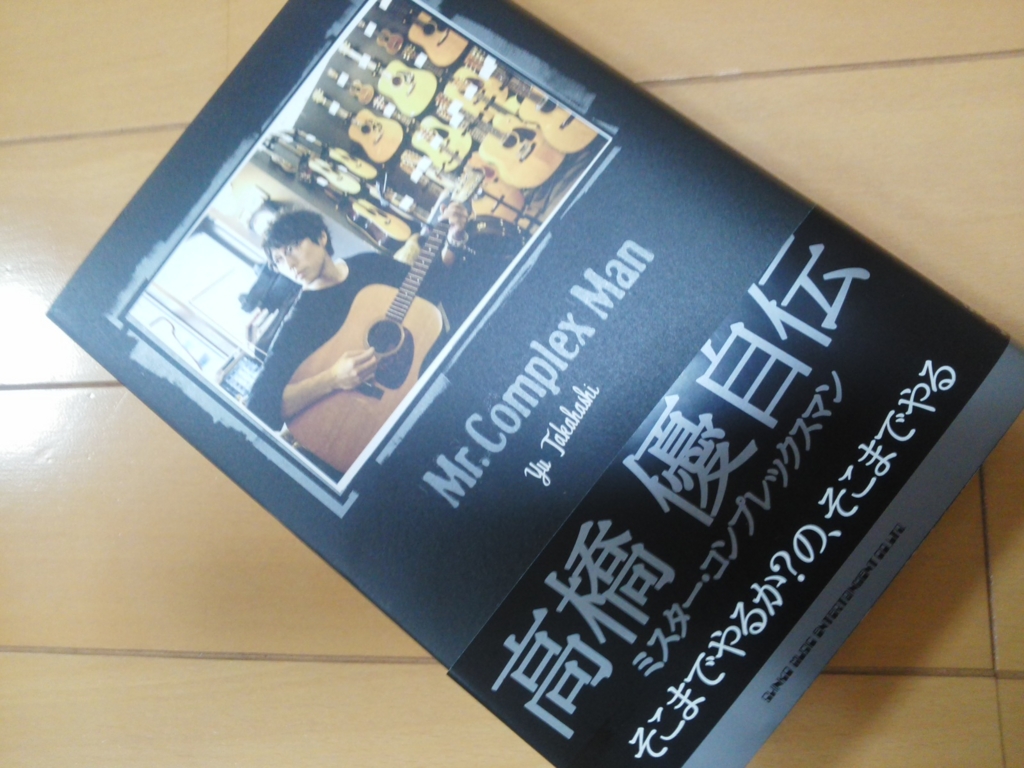 Mr.Complex Man
Yu Takahashi
高橋 優 自伝
ミスター・コンプレックスマン
そこまでやるか?の、そこまでやる